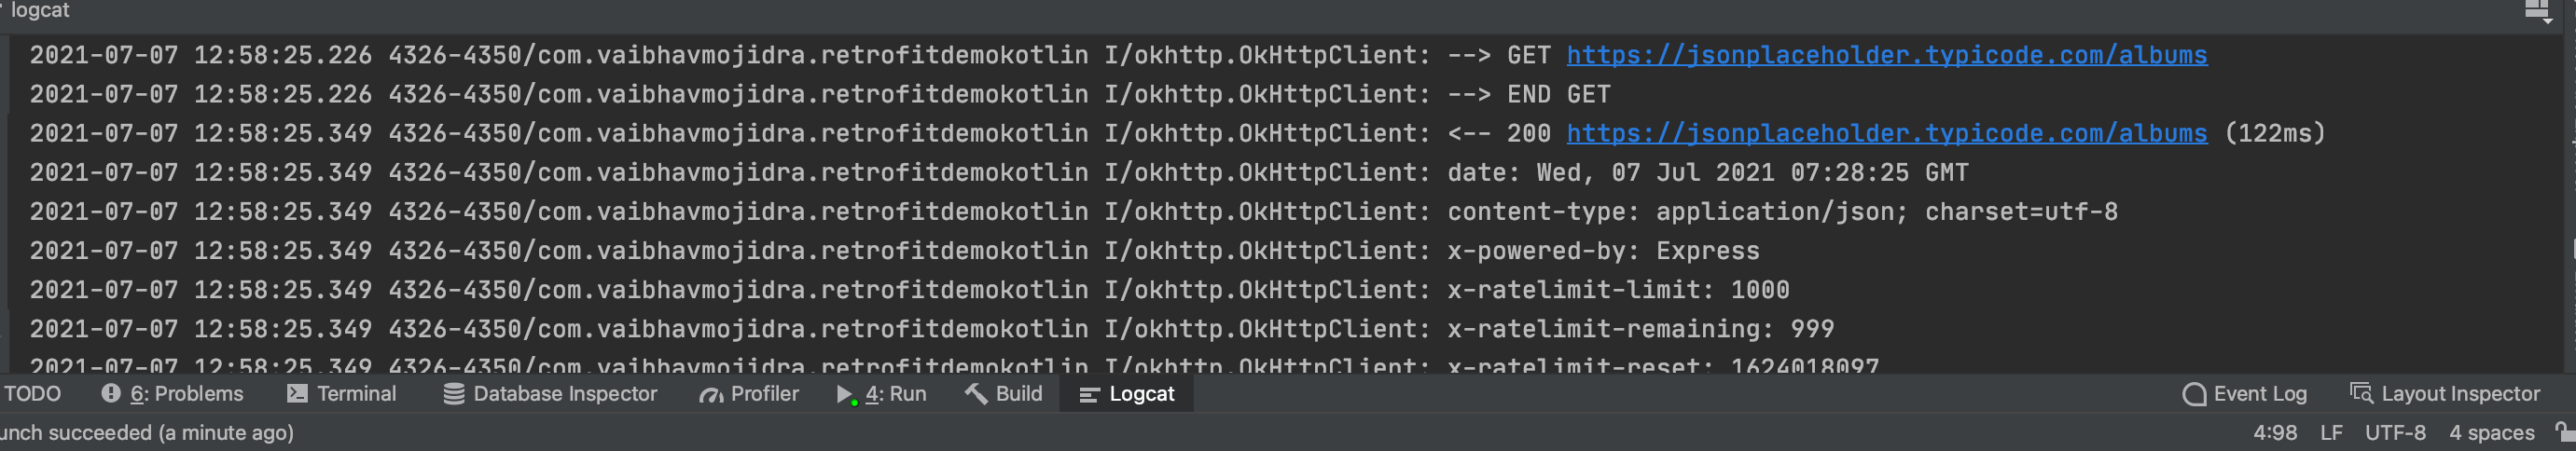 logcat
2021-07-07 12:58:25.226 4326-4350/com.vaibhavmojidra.retrofitdemokotlin I/okhttp.OkHttpClient: --> GET https://jsonplaceholder.typicode.com/albums
2021-07-07 12:58:25.226 4326-4350/com.vaibhavmojidra.retrofitdemokotlin I/okhttp.OkHttpClient: --> END GET
2021-07-07 12:58:25.349 4326-4350/com.vaibhavmojidra.retrofitdemokotlin I/okhttp.OkHttpClient: <-- 200 https://jsonplaceholder.typicode.com/albums (122ms)
2021-07-07 12:58:25.349 4326-4350/com.vaibhavmojidra.retrofitdemokotlin I/okhttp.OkHttpClient: date: Wed, 07 Jul 2021 07:28:25 GMT
2021-07-07 12:58:25.349 4326-4350/com.vaibhavmojidra.retrofitdemokotlin I/okhttp.OkHttpClient: content-type: application/json; charset=utf-8
2021-07-07 12:58:25.349 4326-4350/com.vaibhavmojidra.retrofitdemokotlin I/okhttp.OkHttpClient: x-powered-by: Express
2021-07-07 12:58:25.349 4326-4350/com.vaibhavmojidra.retrofitdemokotlin I/okhttp.OkHttpClient: x-ratelimit-limit: 1000
2021-07-07 12:58:25.349 4326-4350/com.vaibhavmojidra.retrofitdemokotlin I/okhttp.OkHttpClient: x-ratelimit-remaining: 999
2021-07-07 12:58:25.349 4326-4350/com.vaibhavmojidra.retrofitdemokotlin I/okhttp.OkHttpClient: x-ratelimit-reset: 1624018097
TODO 6: Problems Terminal Database Inspector Profiler 4: Run Build Logcat Event Log Layout Inspector
unch succeeded (a minute ago) 4:98 LF UTF-8 4 spaces